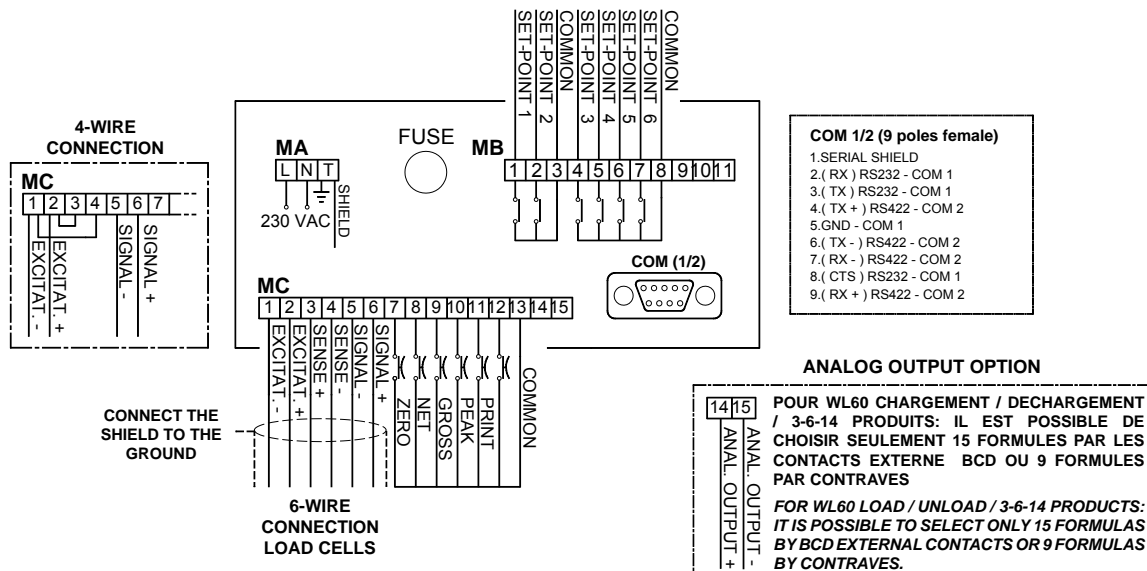 SET-POINT 1
SET-POINT 2
COMMON
SET-POINT 3
SET-POINT 4
SET-POINT 5
SET-POINT 6
COMMON
4-WIRE
CONNECTION
MC
1 2 3 4 5 6 7
EXCITAT. -
EXCITAT. +
SIGNAL -
SIGNAL +
MA
L N T
230 VAC
SHIELD
FUSE
MB
1 2 3 4 5 6 7 8 9 10 11
COM (1/2)
MC
1 2 3 4 5 6 7 8 9 10 11 12 13 14 15
EXCITAT. -
EXCITAT. +
SENSE +
SENSE -
SIGNAL -
SIGNAL +
ZERO
NET
GROSS
PEAK
PRINT
COMMON
CONNECT THE
SHIELD TO THE
GROUND
6-WIRE
CONNECTION
LOAD CELLS
COM 1/2 (9 poles female)
1.SERIAL SHIELD
2.( RX ) RS232 - COM 1
3.( TX ) RS232 - COM 1
4.( TX + ) RS422 - COM 2
5.GND - COM 1
6.( TX - ) RS422 - COM 2
7.( RX - ) RS422 - COM 2
8.( CTS ) RS232 - COM 1
9.( RX + ) RS422 - COM 2
ANALOG OUTPUT OPTION
14 15
ANAL. OUTPUT +
ANAL. OUTPUT -
POUR WL60 CHARGEMENT / DECHARGEMENT
/ 3-6-14 PRODUITS: IL EST POSSIBLE DE
CHOISIR SEULEMENT 15 FORMULES PAR LES
CONTACTS EXTERNE BCD OU 9 FORMULES
PAR CONTRAVES
FOR WL60 LOAD / UNLOAD / 3-6-14 PRODUCTS:
IT IS POSSIBLE TO SELECT ONLY 15 FORMULAS
BY BCD EXTERNAL CONTACTS OR 9 FORMULAS
BY CONTRAVES.